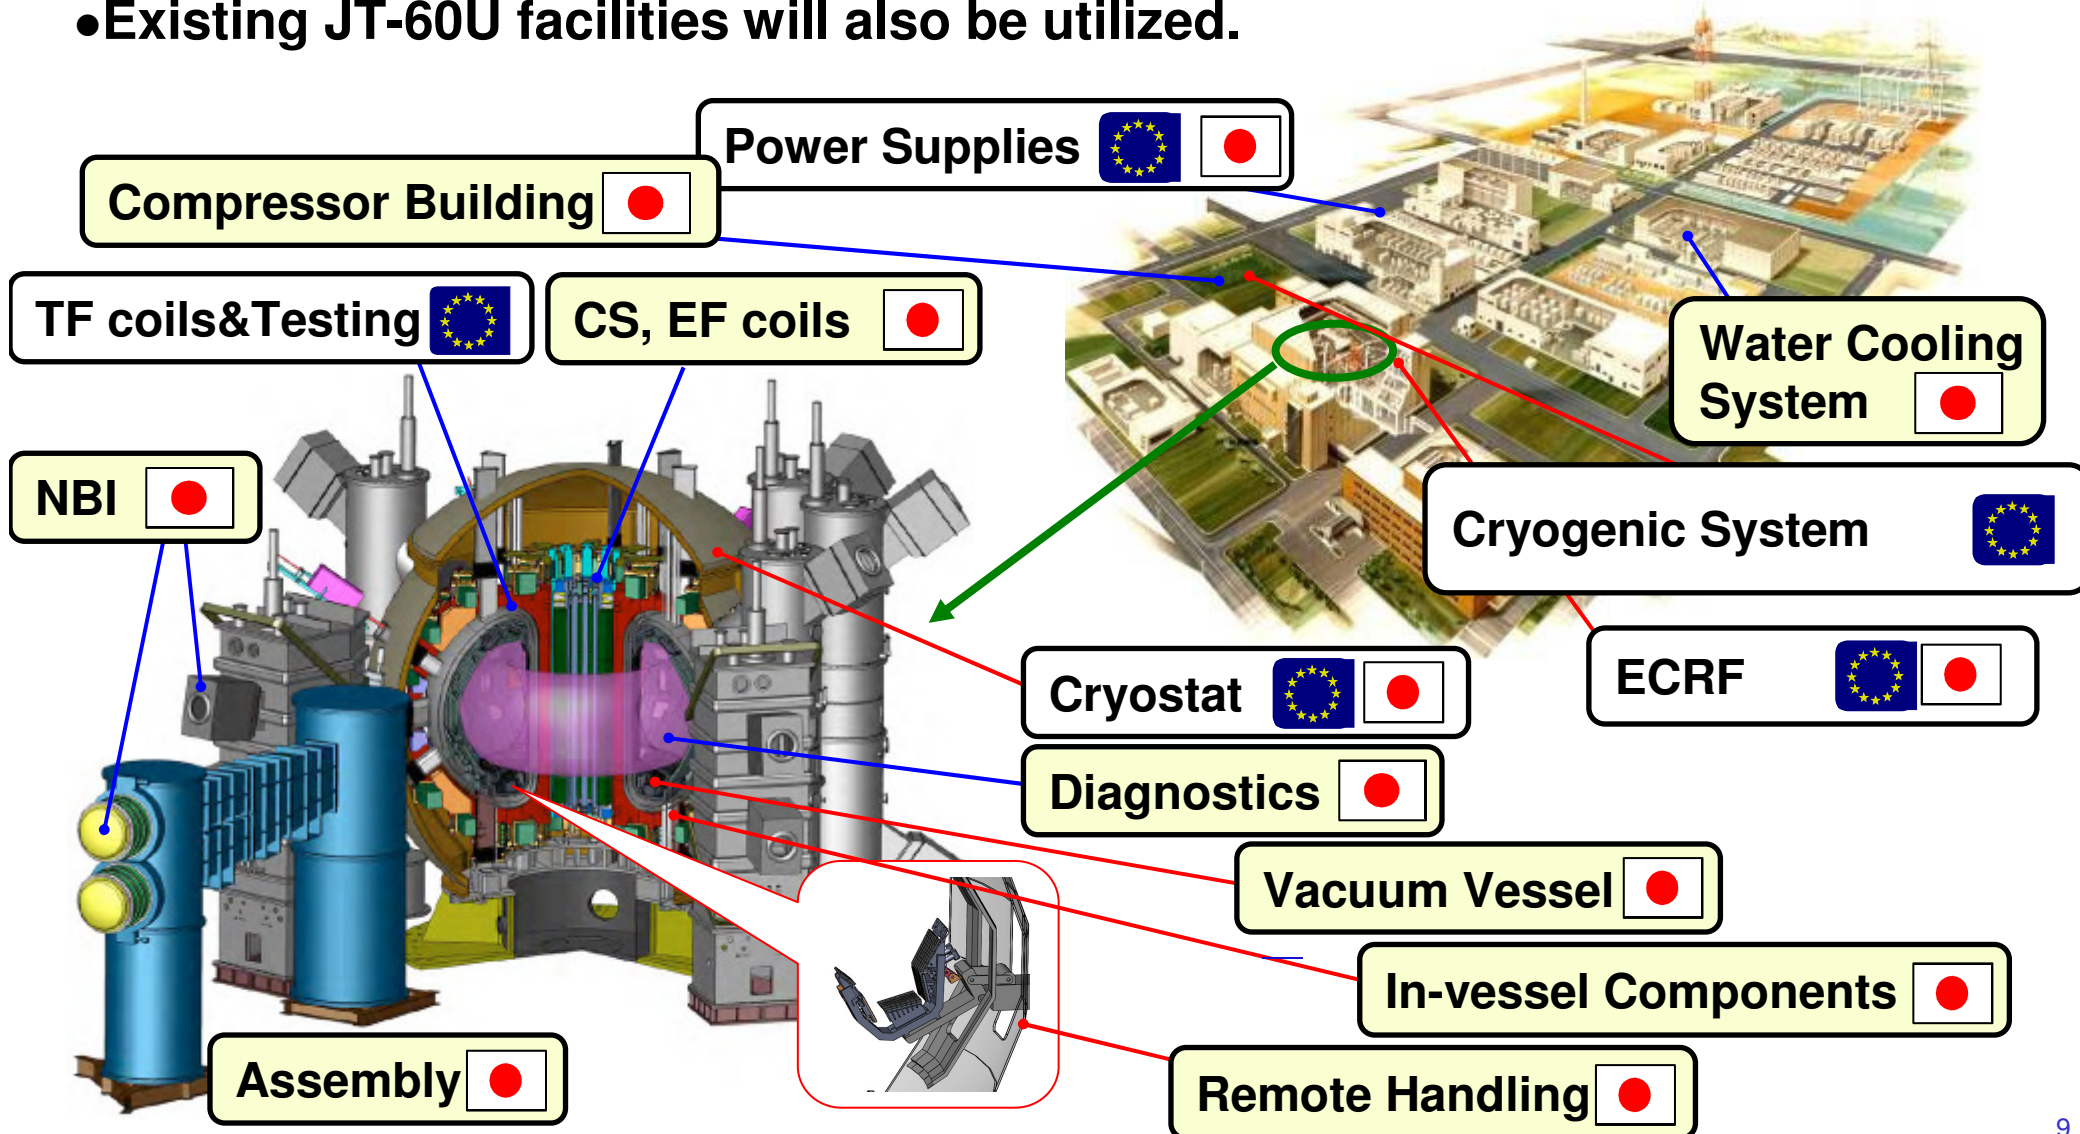 ●Existing JT-60U facilities will also be utilized.
Power Supplies
Compressor Building
TF coils&Testing
CS, EF coils
Water Cooling
System
NBI
Cryogenic System
ECRF
Cryostat
Diagnostics
Vacuum Vessel
In-vessel Components
Assembly
Remote Handling
9